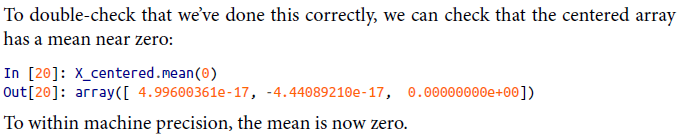 To double-check that we’ve done this correctly, we can check that the centered array
has a mean near zero:
In [20]: X_centered.mean(0)
Out[20]: array([ 4.99600361e-17, -4.44089210e-17,  0.00000000e+00])
To within machine precision, the mean is now zero.